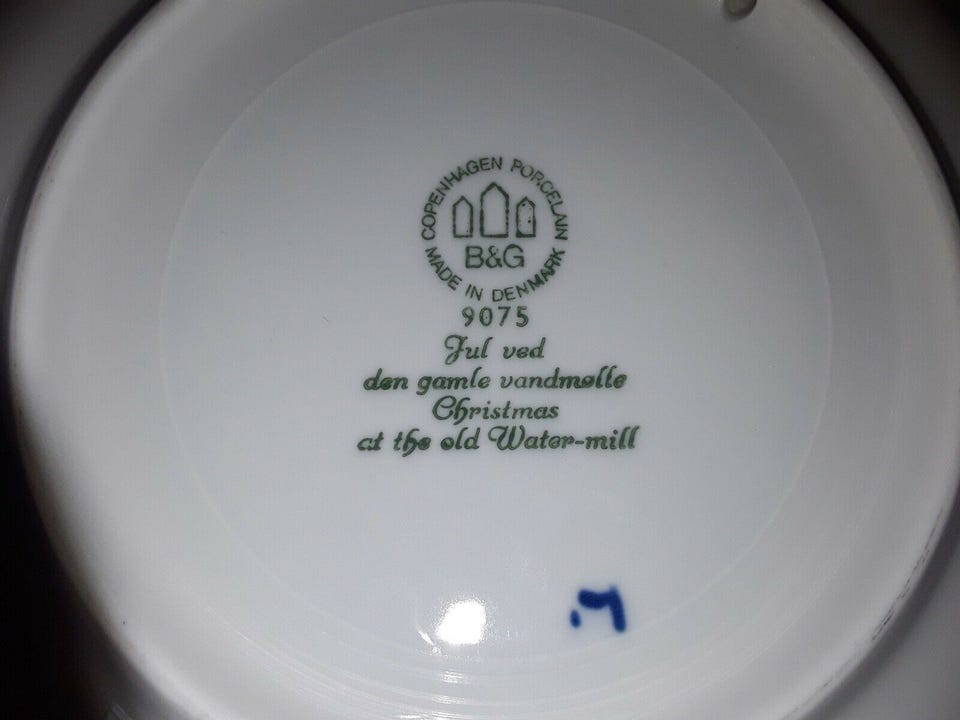 COPENHAGEN PORCELAIN
B&G
MADE IN DENMARK
9075
Jul ved
den gamle vandmølle
Christmas
at the old Water-mill